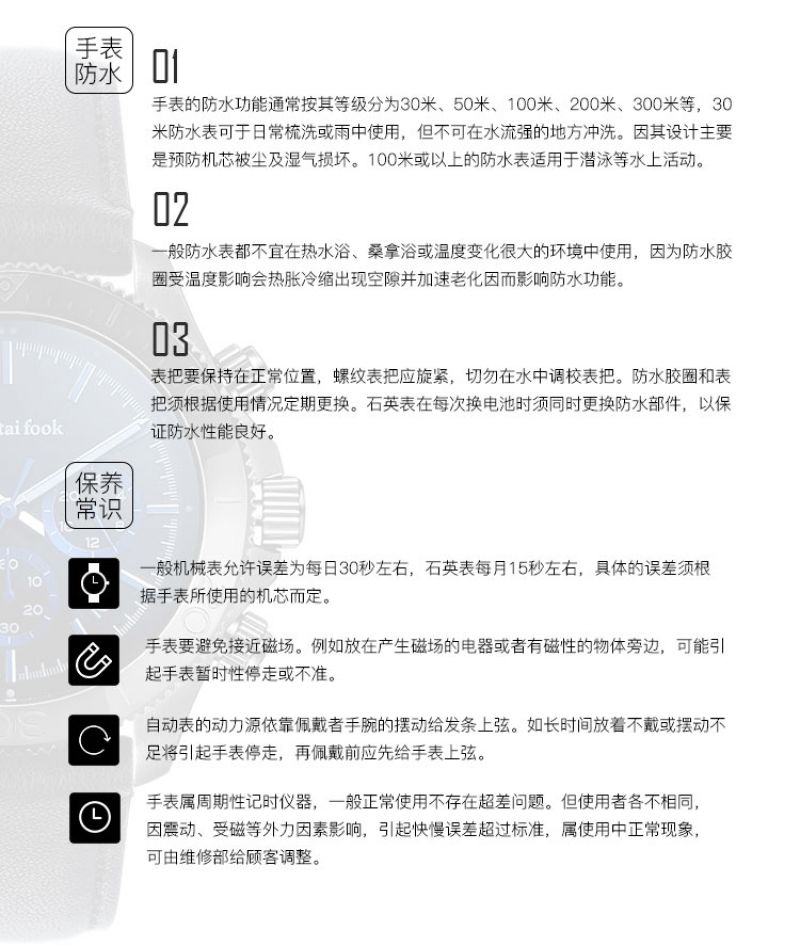 手表
防水
01
手表的防水功能通常按其等级分为30米、50米、100米、200米、300米等，30
米防水表可于日常梳洗或雨中使用，但不可在水流强的地方冲洗。因其设计主要
是预防机芯被尘及湿气损坏。100米或以上的防水表适用于潜泳等水上活动。
02
一般防水表都不宜在热水浴、桑拿浴或温度变化很大的环境中使用，因为防水胶
圈受温度影响会热胀冷缩出现空隙并加速老化因而影响防水功能。
03
表把要保持在正常位置，螺纹表把应旋紧，切勿在水中调校表把。防水胶圈和表
把须根据使用情况定期更换。石英表在每次换电池时须同时更换防水部件，以保
证防水性能良好。
tai fook
保养
常识
12
10
20
30
一般机械表允许误差为每日30秒左右，石英表每月15秒左右，具体的误差须根
据手表所使用的机芯而定。
手表要避免接近磁场。例如放在产生磁场的电器或者有磁性的物体旁边，可能引
起手表暂时性停走或不准。
自动表的动力源依靠佩戴者手腕的摆动给发条上弦。如长时间放着不戴或摆动不
足将引起手表停走，再佩戴前应先给手表上弦。
手表属周期性记时仪器，一般正常使用不存在超差问题。但使用者各不相同，
因震动、受磁等外力因素影响，引起快慢误差超过标准，属使用中正常现象，
可由维修部给顾客调整。